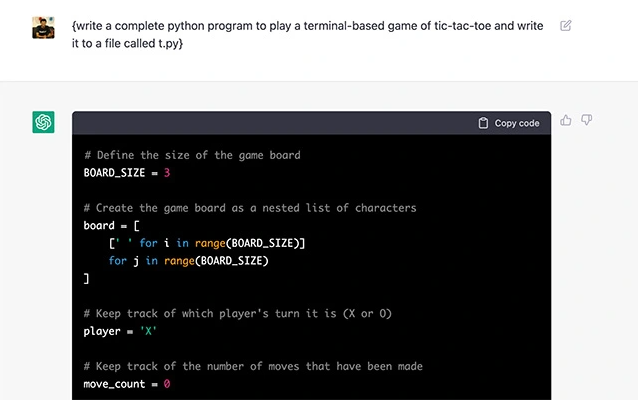 {write a complete python program to play a terminal-based game of tic-tac-toe and write
it to a file called t.py}
Copy code
# Define the size of the game board
BOARD_SIZE = 3
# Create the game board as a nested list of characters
board = [
    [' ' for i in range(BOARD_SIZE)]
    for j in range(BOARD_SIZE)
]
# Keep track of which player's turn it is (X or O)
player = 'X'
# Keep track of the number of moves that have been made
move_count = 0